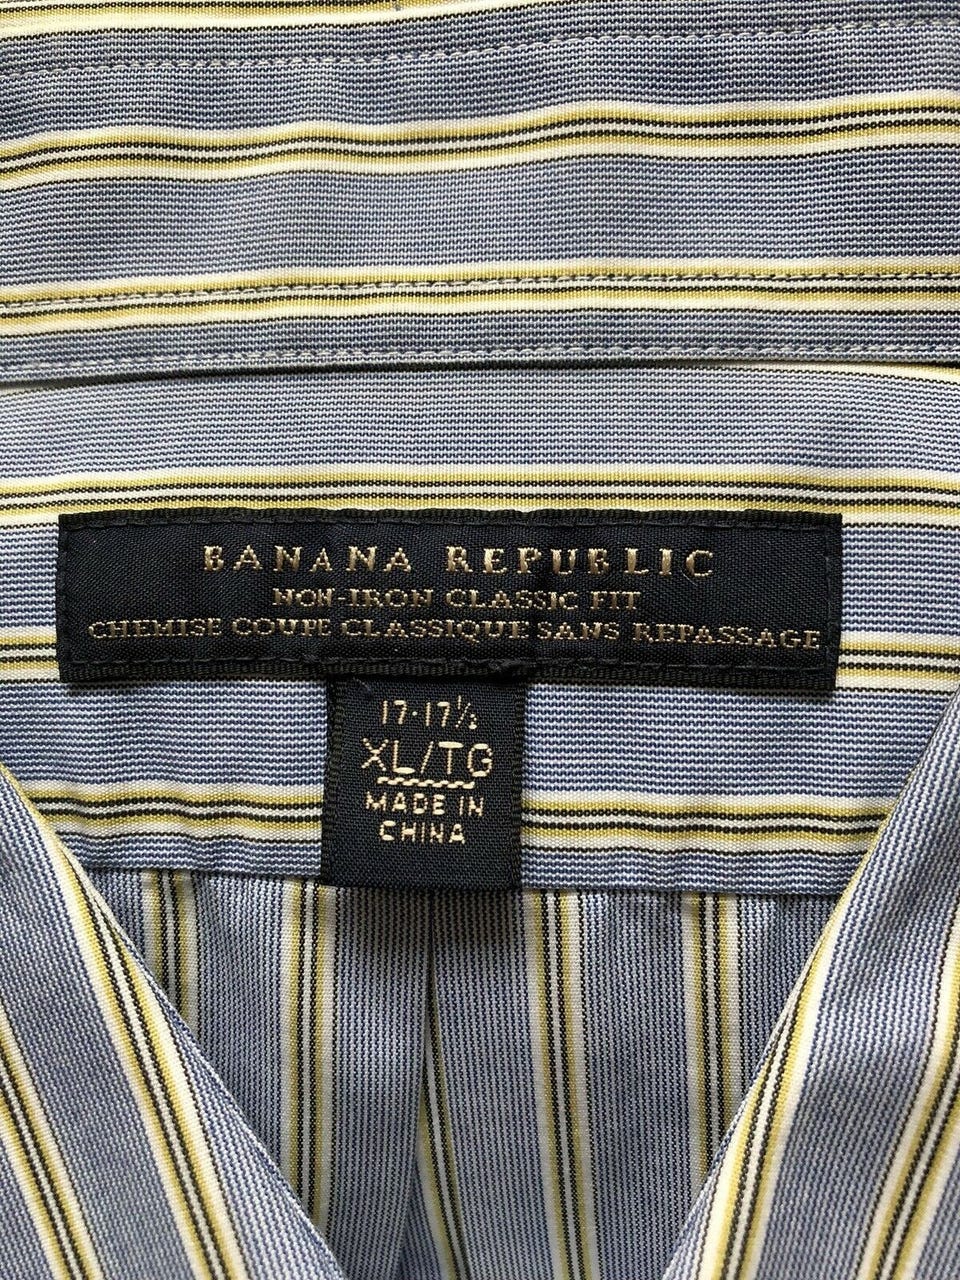 BANANA REPUBLIC
NON-IRON CLASSIC FIT
CHEMISE COUPE CLASSIQUE SANS REPASSAGE
17·17½
XL/TG
MADE IN
CHINA